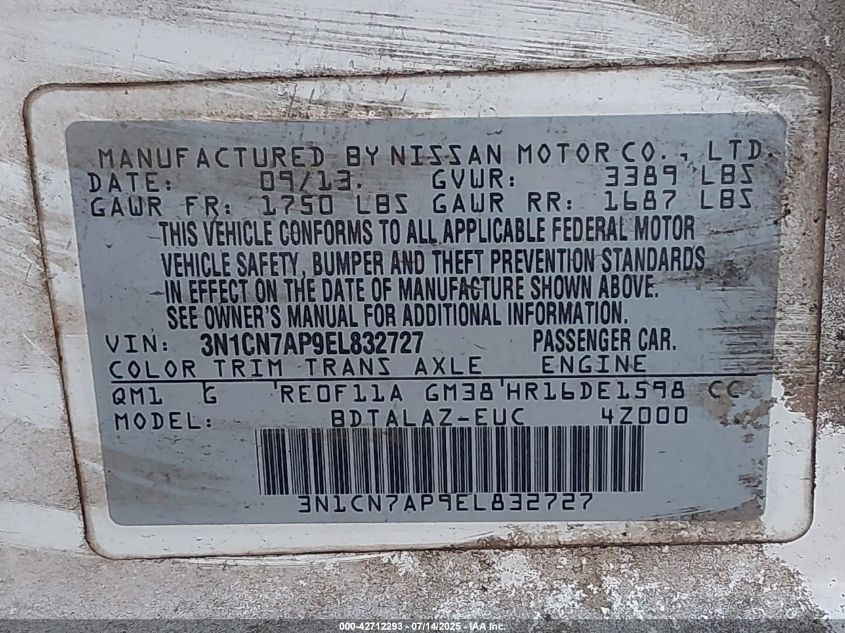 MANUFACTURED BY NISSAN MOTOR CO., LTD.
DATE: 09/13. GVWR: 3389 LBS
GAWR FR: 1750 LBS GAWR RR: 1687 LBS
THIS VEHICLE CONFORMS TO ALL APPLICABLE FEDERAL MOTOR
VEHICLE SAFETY, BUMPER AND THEFT PREVENTION STANDARDS
IN EFFECT ON THE DATE OF MANUFACTURE SHOWN ABOVE.
SEE OWNER'S MANUAL FOR ADDITIONAL INFORMATION.
VIN: 3N1CN7AP9EL832727 PASSENGER CAR.
COLOR TRIM TRANS AXLE ENGINE
QM1 G RE0F11A GM38 HR16DE1598 CC
MODEL: BDTALAZ-EUC 4Z000
3N1CN7AP9EL832727
000-42712293 - 07/14/2025 - IAA, Inc.